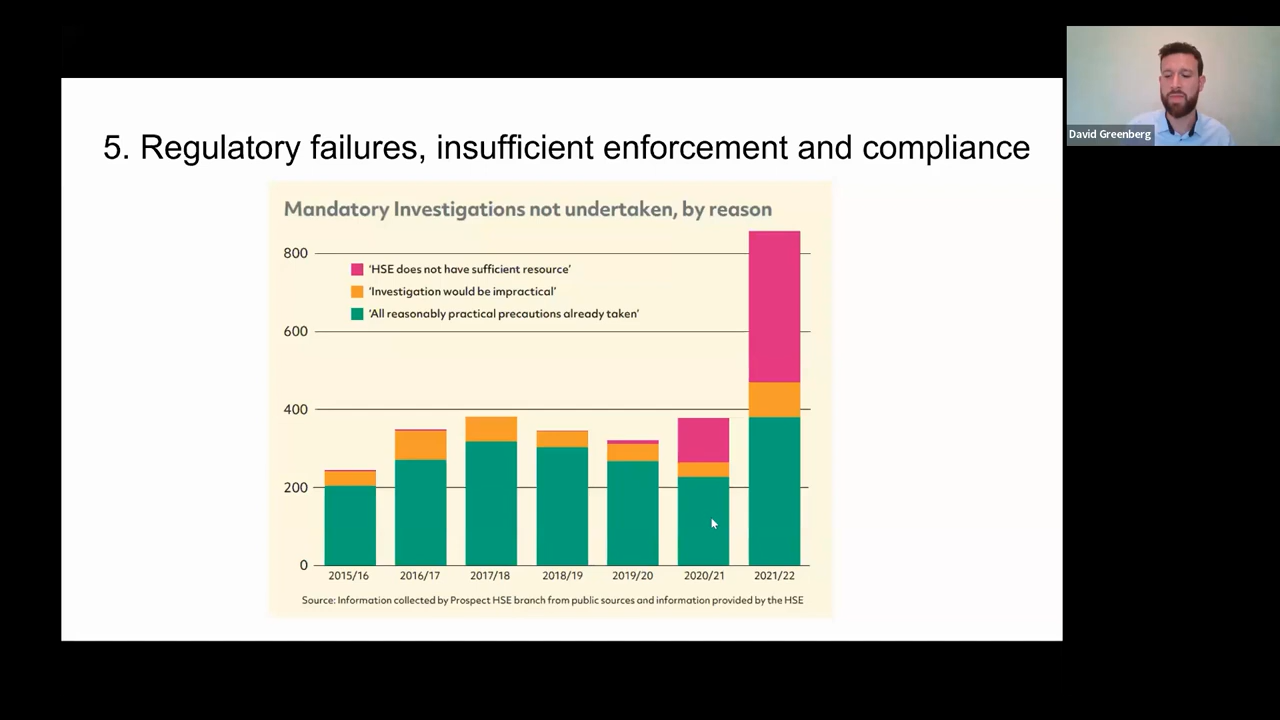 David Greenberg
5. Regulatory failures, insufficient enforcement and compliance
Mandatory Investigations not undertaken, by reason
800
'HSE does not have sufficient resource'
'Investigation would be impractical'
'All reasonably practical precautions already taken'
600
400
200
0
2015/16 2016/17 2017/18 2018/19 2019/20 2020/21 2021/22
Source: Information collected by Prospect HSE branch from public sources and information provided by the HSE